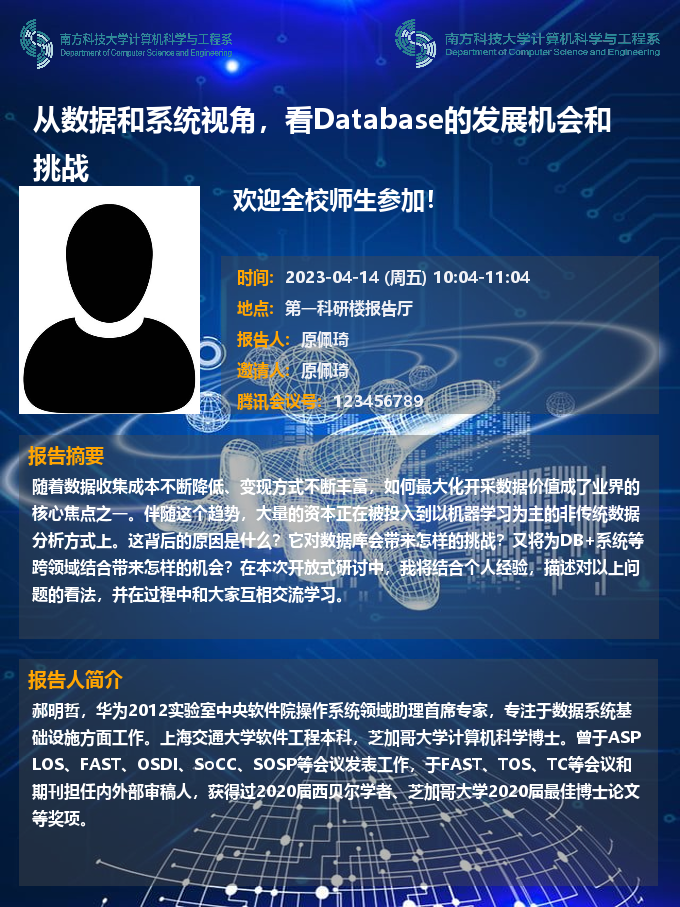 南方科技大学计算机科学与工程系
Department of Computer Science and Engineering
南方科技大学计算机科学与工程系
Department of Computer Science and Engineering
从数据和系统视角，看Database的发展机会和
挑战
欢迎全校师生参加！
时间：2023-04-14 (周五) 10:04-11:04
地点：第一科研楼报告厅
报告人：原佩琦
邀请人：原佩琦
腾讯会议号：123456789
报告摘要
随着数据收集成本不断降低、变现方式不断丰富，如何最大化开采数据价值成了业界的
核心焦点之一。伴随这个趋势，大量的资本正在被投入到以机器学习为主的非传统数据
分析方式上。这背后的原因是什么？它对数据库会带来怎样的挑战？又将为DB+系统等
跨领域结合带来怎样的机会？在本次开放式研讨中，我将结合个人经验，描述对以上问
题的看法，并在过程中和大家互相交流学习。
报告人简介
郝明哲，华为2012实验室中央软件院操作系统领域助理首席专家，专注于数据系统基
础设施方面工作。上海交通大学软件工程本科，芝加哥大学计算机科学博士。曾于ASP
LOS、FAST、OSDI、SoCC、SOSP等会议发表工作，于FAST、TOS、TC等会议和
期刊担任内外部审稿人，获得过2020届西贝尔学者、芝加哥大学2020届最佳博士论文
等奖项。